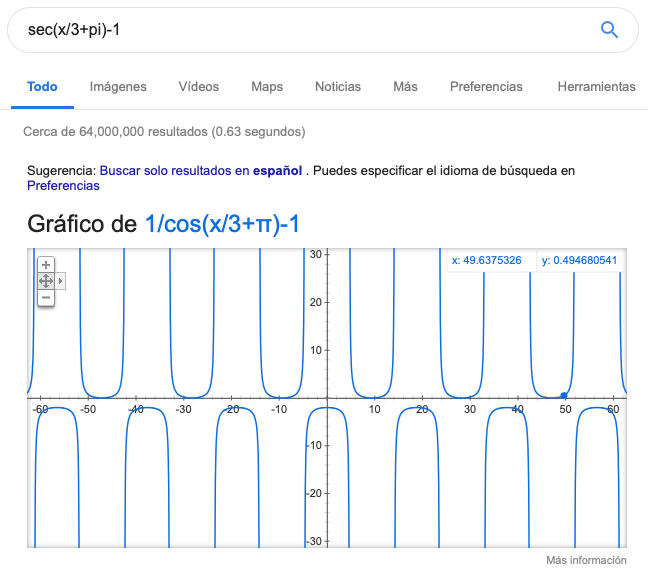 sec(x/3+pi)-1
Todo Imágenes Vídeos Maps Noticias Más Preferencias Herramientas
Cerca de 64,000,000 resultados (0.63 segundos)
Sugerencia: Buscar solo resultados en español . Puedes especificar el idioma de búsqueda en
Preferencias
Gráfico de 1/cos(x/3+π)-1
x: 49.6375326 y: 0.494680541
30
20
10
-60 -50 -40 -30 -20 -10 10 20 30 40 50 60
-10
-20
-30
Más información